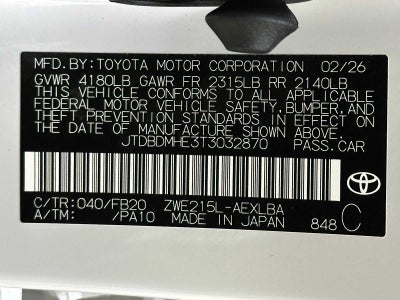 MFD.BY:TOYOTA MOTOR CORPORATION 02/26
GVWR 4180LB GAWR FR 2315LB RR 2140LB
THIS VEHICLE CONFORMS TO ALL APPLICABLE
FEDERAL MOTOR VEHICLE SAFETY,BUMPER,AND
THEFT PREVENTION STANDARDS IN EFFECT ON
THE DATE OF MANUFACTURE SHOWN ABOVE.
JTDBDMHE3T3032870 PASS.CAR
TOYOTA
C/TR:040/FB20 ZWE215L-AEXLBA
A/TM: /PA10 MADE IN JAPAN 848 C